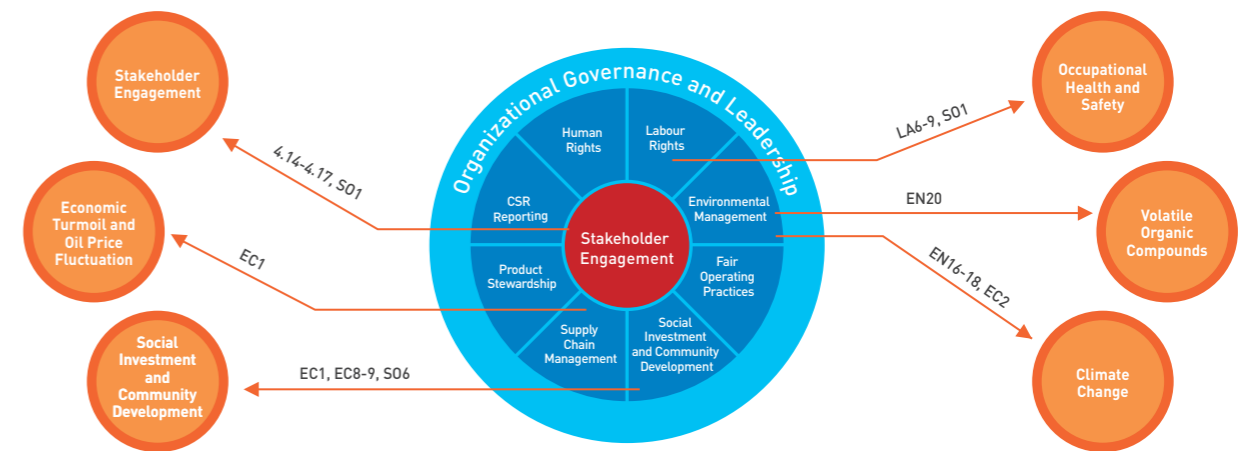 Stakeholder
Engagement
Economic
Turmoil and
Oil Price
Fluctuation
Social
Investment
and
Community
Development
4.14-4.17, SO1
EC1
EC1, EC8-9, SO6
Organizational Governance and Leadership
Human
Rights
Labour
Rights
CSR
Reporting
Environmental
Management
Stakeholder
Engagement
Product
Stewardship
Fair
Operating
Practices
Supply
Chain
Management
Social
Investment
and Community
Development
LA6-9, SO1
EN20
EN16-18, EC2
Occupational
Health and
Safety
Volatile
Organic
Compounds
Climate
Change